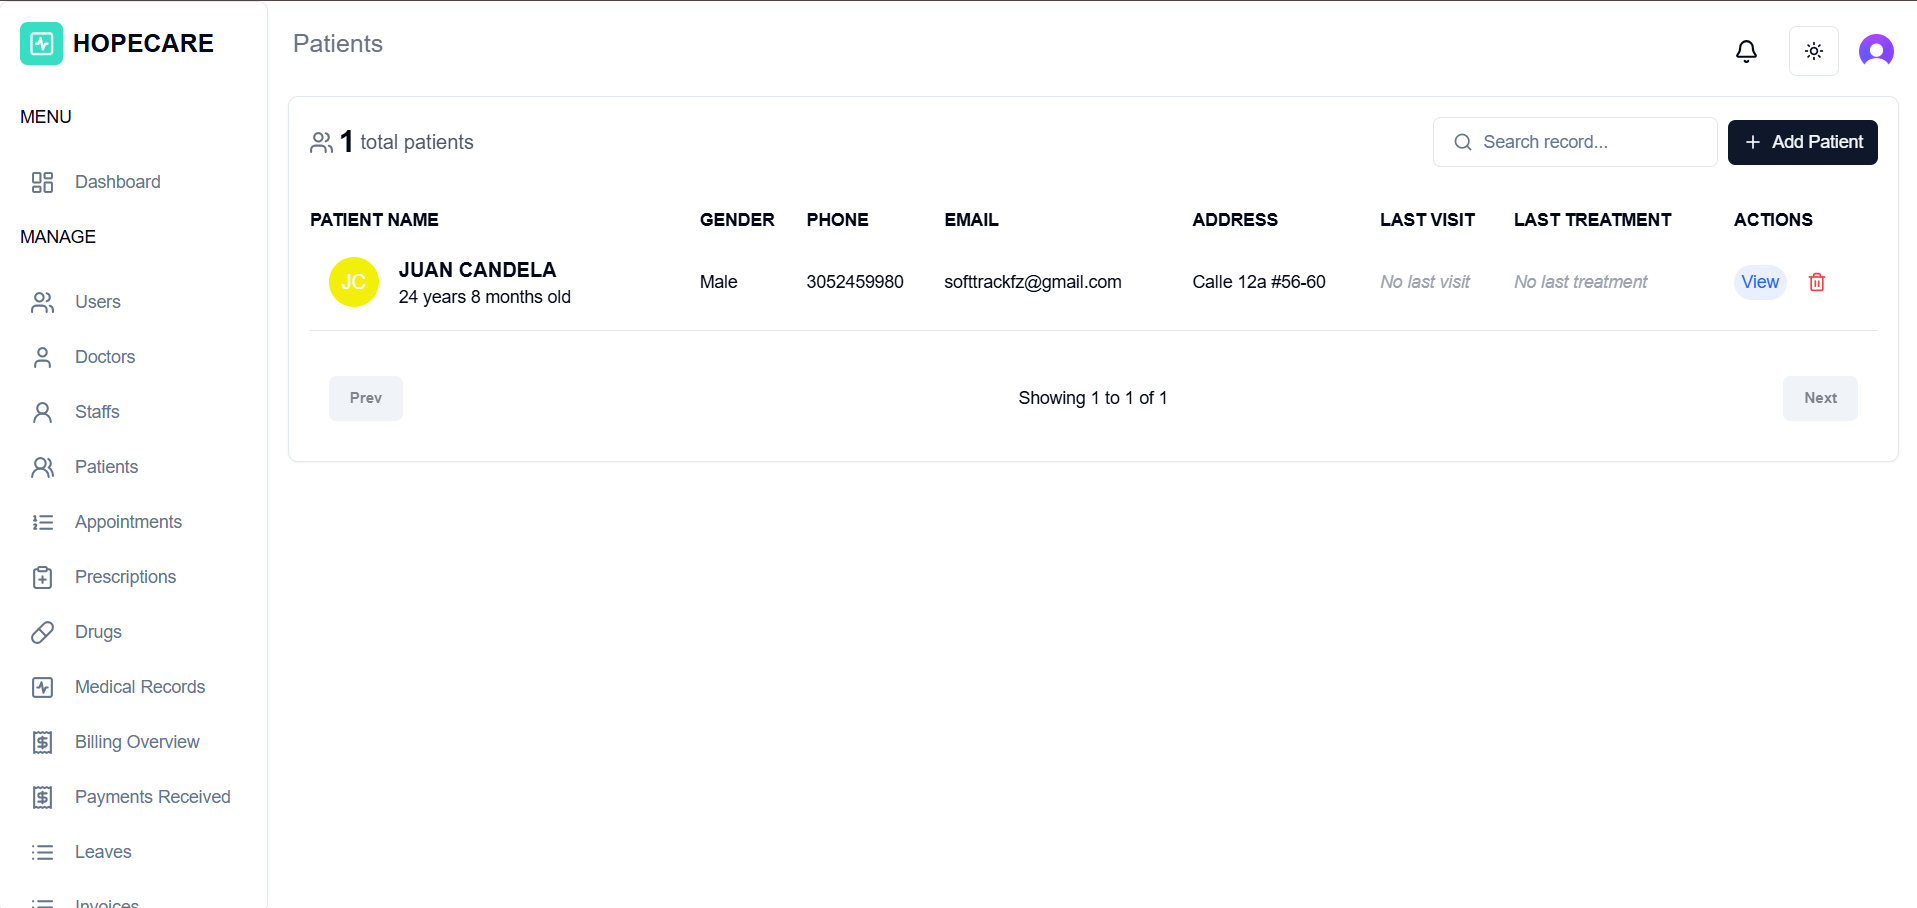 HOPECARE
MENU
Dashboard
MANAGE
Users
Doctors
Staffs
Patients
Appointments
Prescriptions
Drugs
Medical Records
Billing Overview
Payments Received
Leaves
Invoices
Patients
1 total patients
Search record...
Add Patient
PATIENT NAME GENDER PHONE EMAIL ADDRESS LAST VISIT LAST TREATMENT ACTIONS
JC
JUAN CANDELA
24 years 8 months old
Male 3052459980 softtrackfz@gmail.com Calle 12a #56-60 No last visit No last treatment View
Prev Showing 1 to 1 of 1 Next